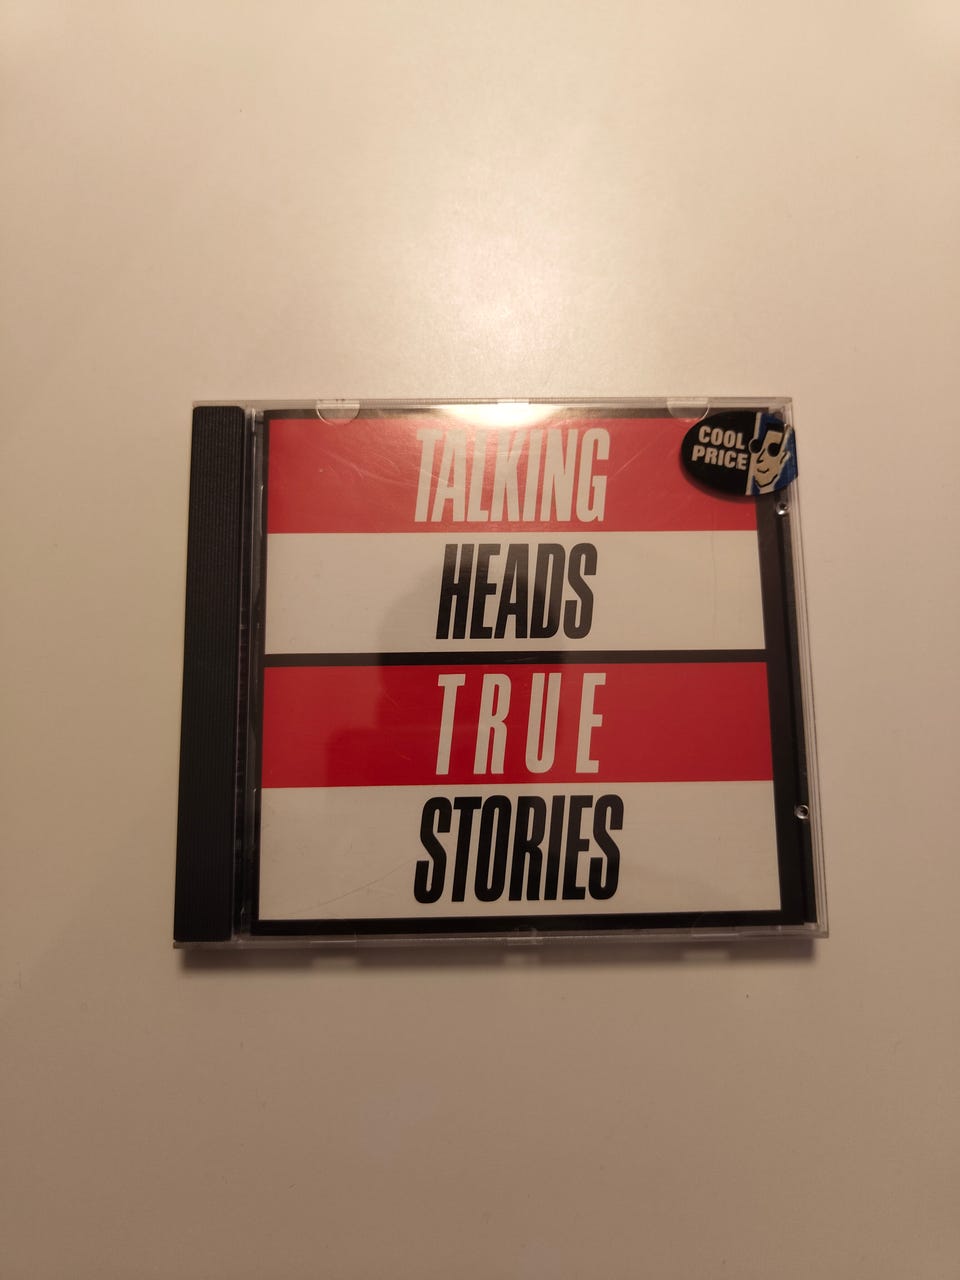 TALKING
HEADS
TRUE
STORIES
COOL
PRICE